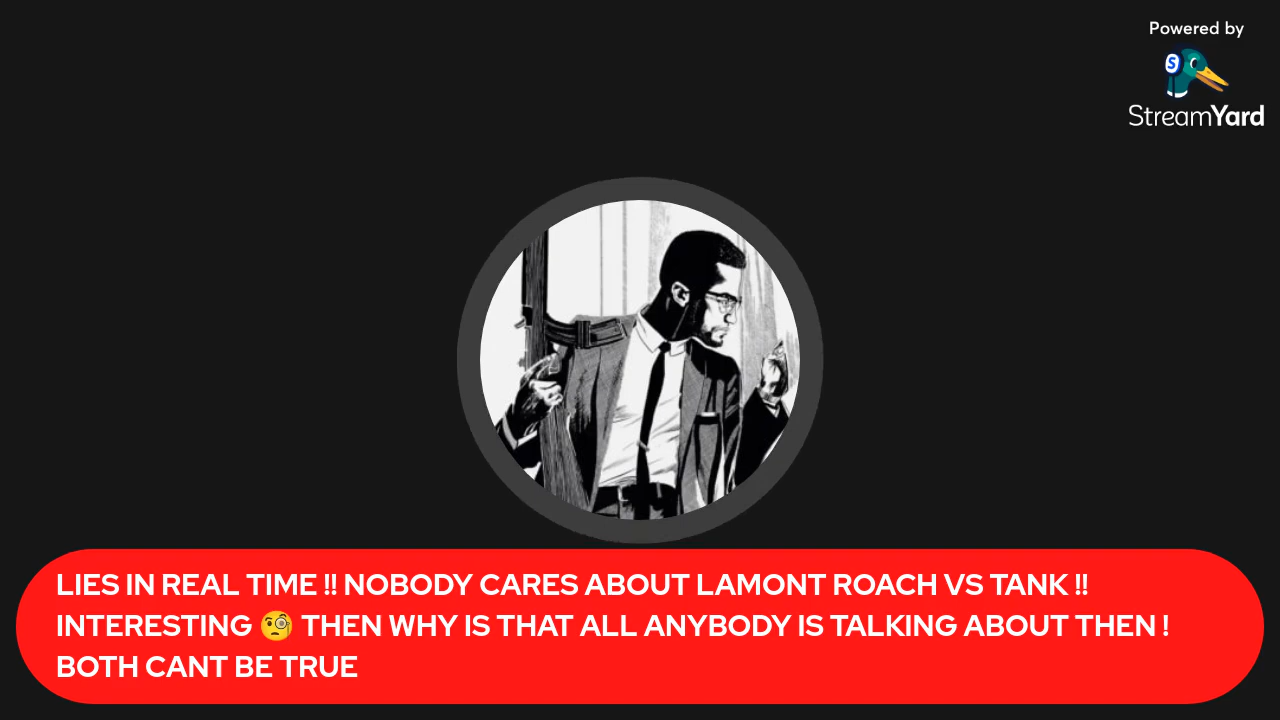 Powered by
S
StreamYard
LIES IN REAL TIME !! NOBODY CARES ABOUT LAMONT ROACH VS TANK !!
INTERESTING 🧐 THEN WHY IS THAT ALL ANYBODY IS TALKING ABOUT THEN !
BOTH CANT BE TRUE